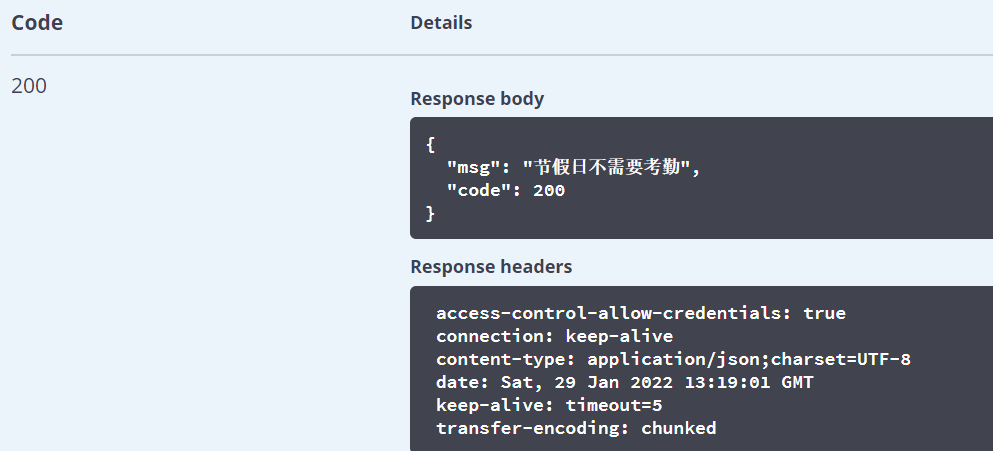 Code
Details
200
Response body
{
  "msg": "节假日不需要考勤",
  "code": 200
}
Response headers
access-control-allow-credentials: true
connection: keep-alive
content-type: application/json;charset=UTF-8
date: Sat, 29 Jan 2022 13:19:01 GMT
keep-alive: timeout=5
transfer-encoding: chunked